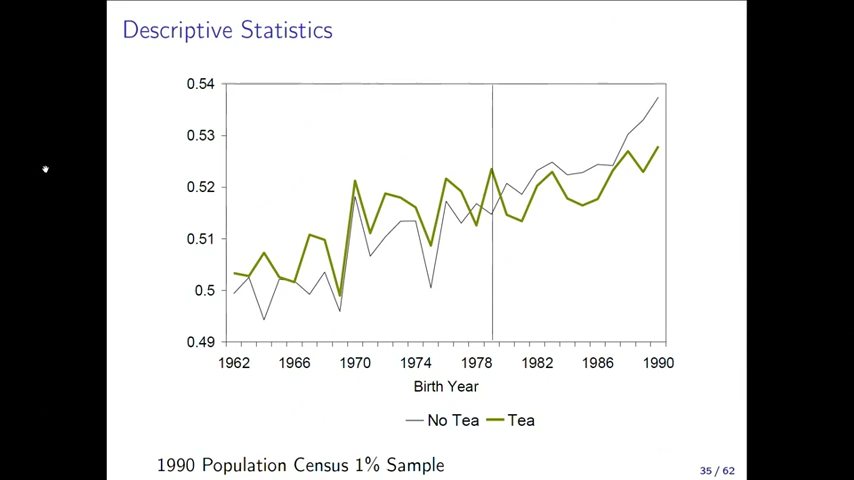 Descriptive Statistics
0.54
0.53
0.52
0.51
0.5
0.49
1962 1966 1970 1974 1978 1982 1986 1990
Birth Year
No Tea Tea
1990 Population Census 1% Sample
35 / 62